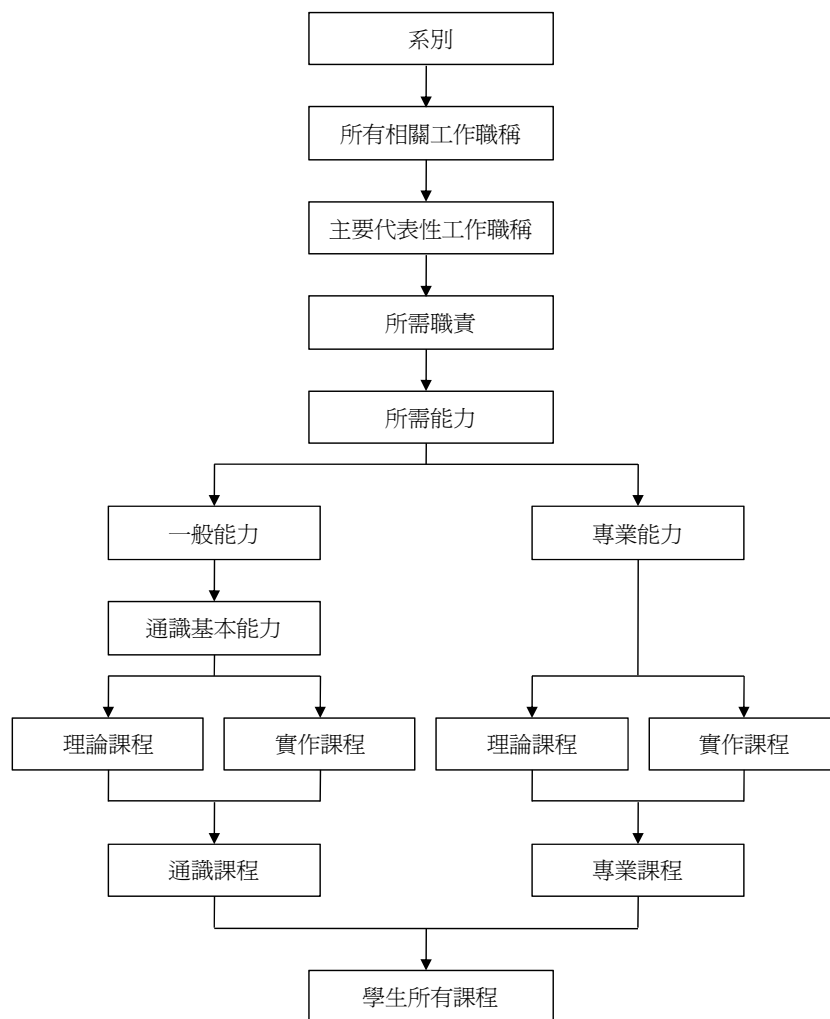 系別
所有相關工作職稱
主要代表性工作職稱
所需職責
所需能力
一般能力
專業能力
通識基本能力
理論課程
實作課程
理論課程
實作課程
通識課程
專業課程
學生所有課程